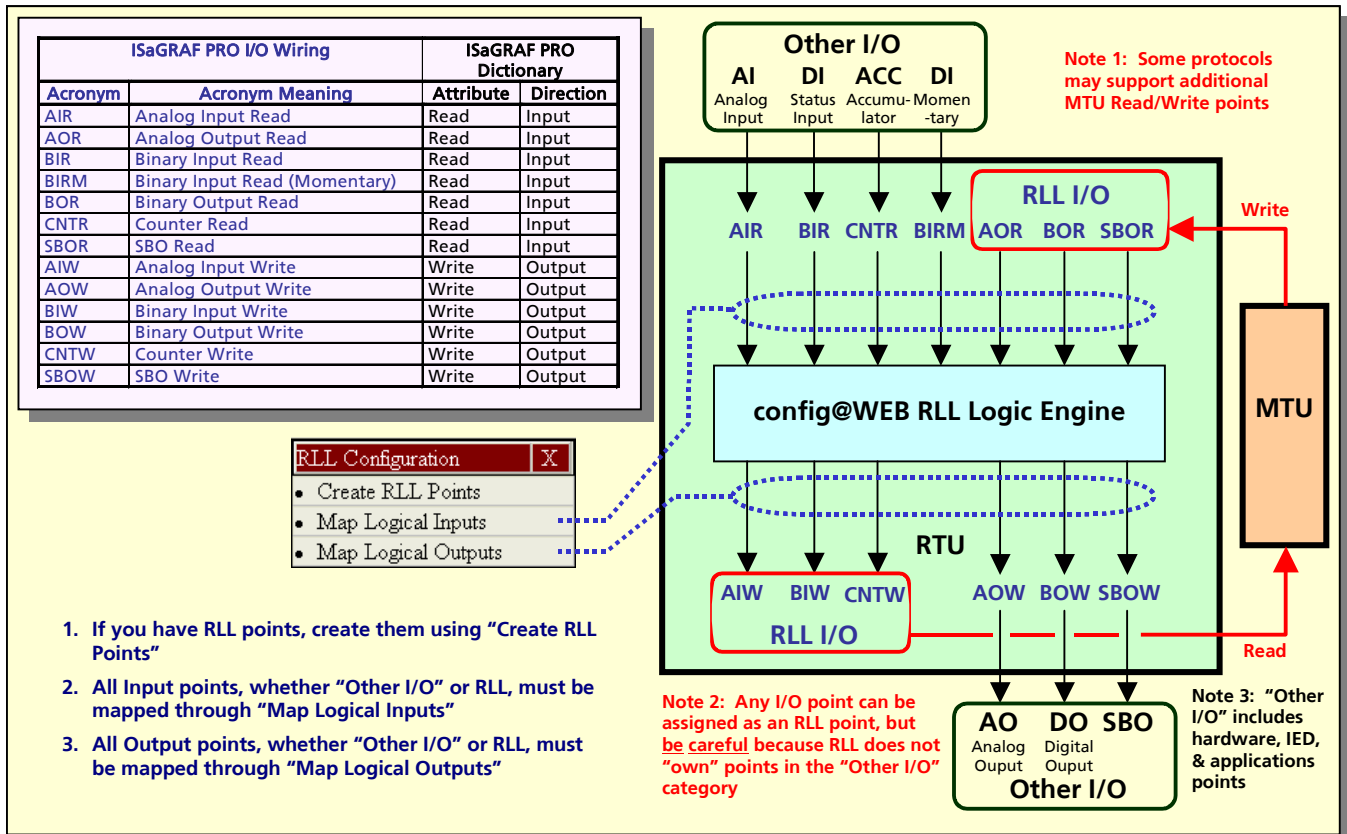 ISaGRAF PRO I/O Wiring
ISaGRAF PRO
Dictionary
Acronym Acronym Meaning Attribute Direction
AIR Analog Input Read Read Input
AOR Analog Output Read Read Input
BIR Binary Input Read Read Input
BIRM Binary Input Read (Momentary) Read Input
BOR Binary Output Read Read Input
CNTR Counter Read Read Input
SBOR SBO Read Read Input
AIW Analog Input Write Write Output
AOW Analog Output Write Write Output
BIW Binary Input Write Write Output
BOW Binary Output Write Write Output
CNTW Counter Write Write Output
SBOW SBO Write Write Output
Other I/O
AI DI ACC DI
Analog Status Accumu- Momen
Input Input lator -tary
Note 1: Some protocols
may support additional
MTU Read/Write points
RLL I/O
Write
AIR BIR CNTR BIRM AOR BOR SBOR
config@WEB RLL Logic Engine
MTU
RLL Configuration X
• Create RLL Points
• Map Logical Inputs
• Map Logical Outputs
RTU
AIW BIW CNTW AOW BOW SBOW
RLL I/O
Read
1. If you have RLL points, create them using “Create RLL
Points”
2. All Input points, whether “Other I/O” or RLL, must be
mapped through “Map Logical Inputs”
3. All Output points, whether “Other I/O” or RLL, must
be mapped through “Map Logical Outputs”
Note 2: Any I/O point can be
assigned as an RLL point, but
be careful because RLL does not
“own” points in the “Other I/O”
category
AO DO SBO
Analog Digital
Ouput Ouput
Other I/O
Note 3: “Other
I/O” includes
hardware, IED,
& applications
points